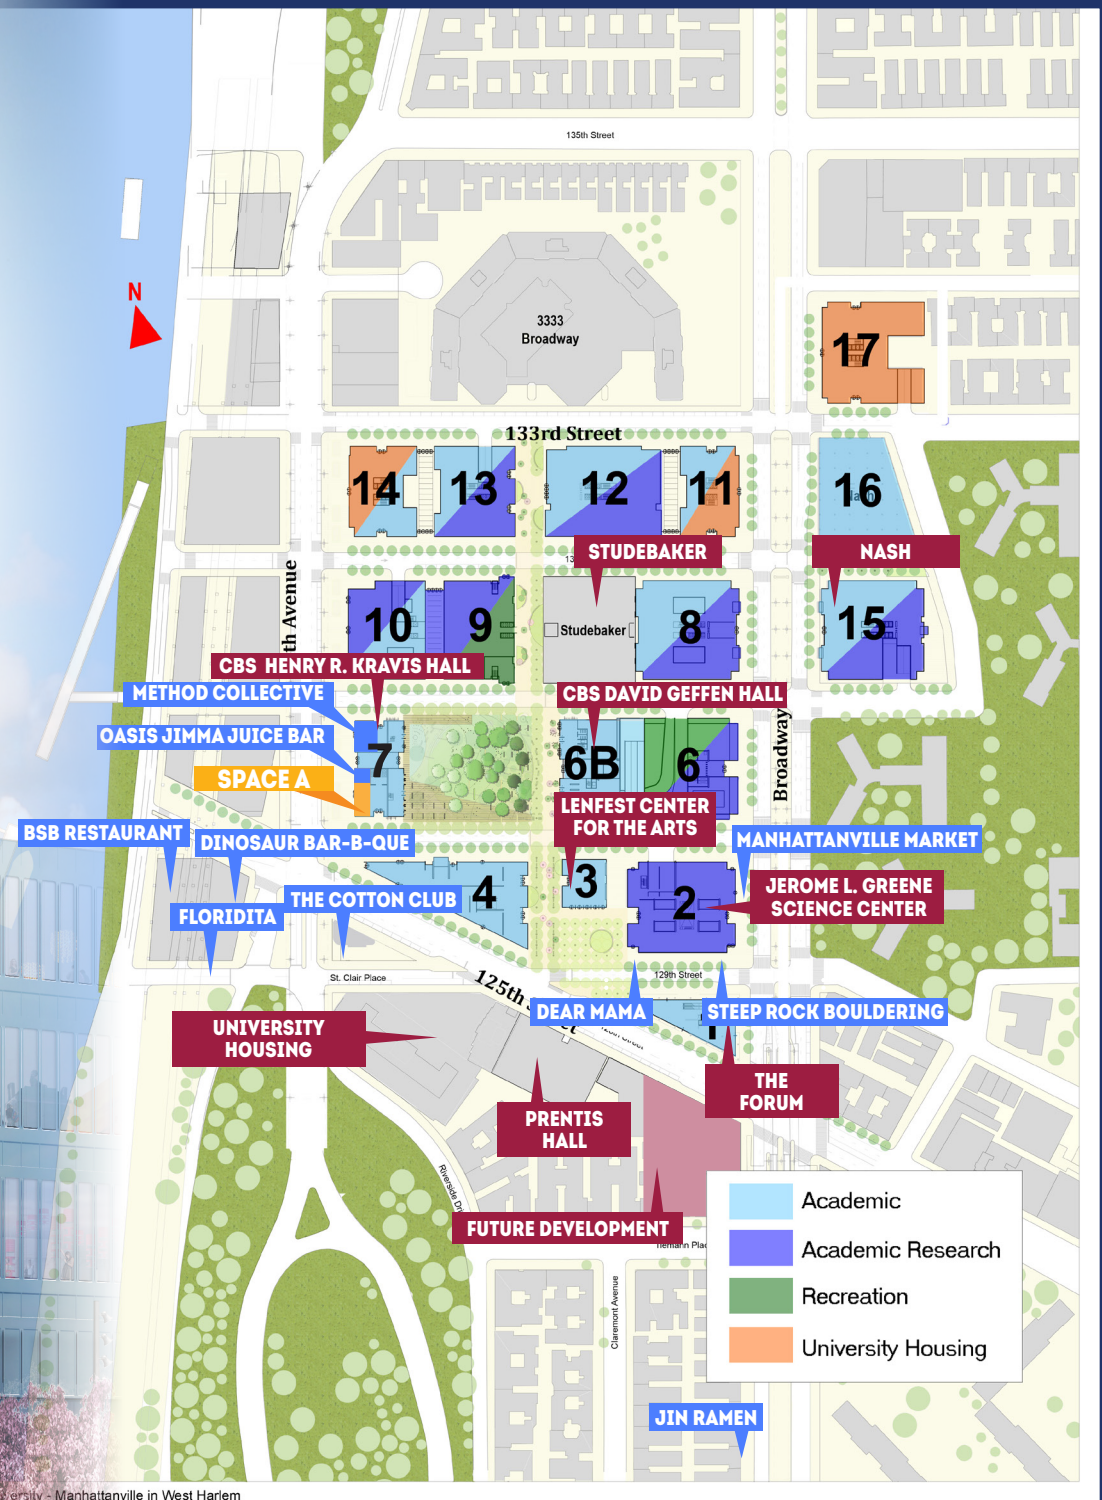 135th Street
N
3333
Broadway
17
133rd Street
14
13
12
11
16
STUDEBAKER
NASH
th Avenue
10
9
Studebaker
8
15
CBS HENRY R. KRAVIS HALL
METHOD COLLECTIVE
CBS DAVID GEFFEN HALL
OASIS JIMMA JUICE BAR
7
6B
6
Broadway
SPACE A
LENFEST CENTER
FOR THE ARTS
BSB RESTAURANT
DINOSAUR BAR-B-QUE
MANHATTANVILLE MARKET
4
3
2
JEROME L. GREENE
SCIENCE CENTER
THE COTTON CLUB
FLORIDITA
St. Clair Place
125th
129th Street
DEAR MAMA
STEEP ROCK BOULDERING
1
UNIVERSITY
HOUSING
THE
FORUM
PRENTIS
HALL
Riverside
FUTURE DEVELOPMENT
Tiemann
Claremont Avenue
Academic
Academic Research
Recreation
University Housing
JIN RAMEN
- Manhattanville in West Harlem